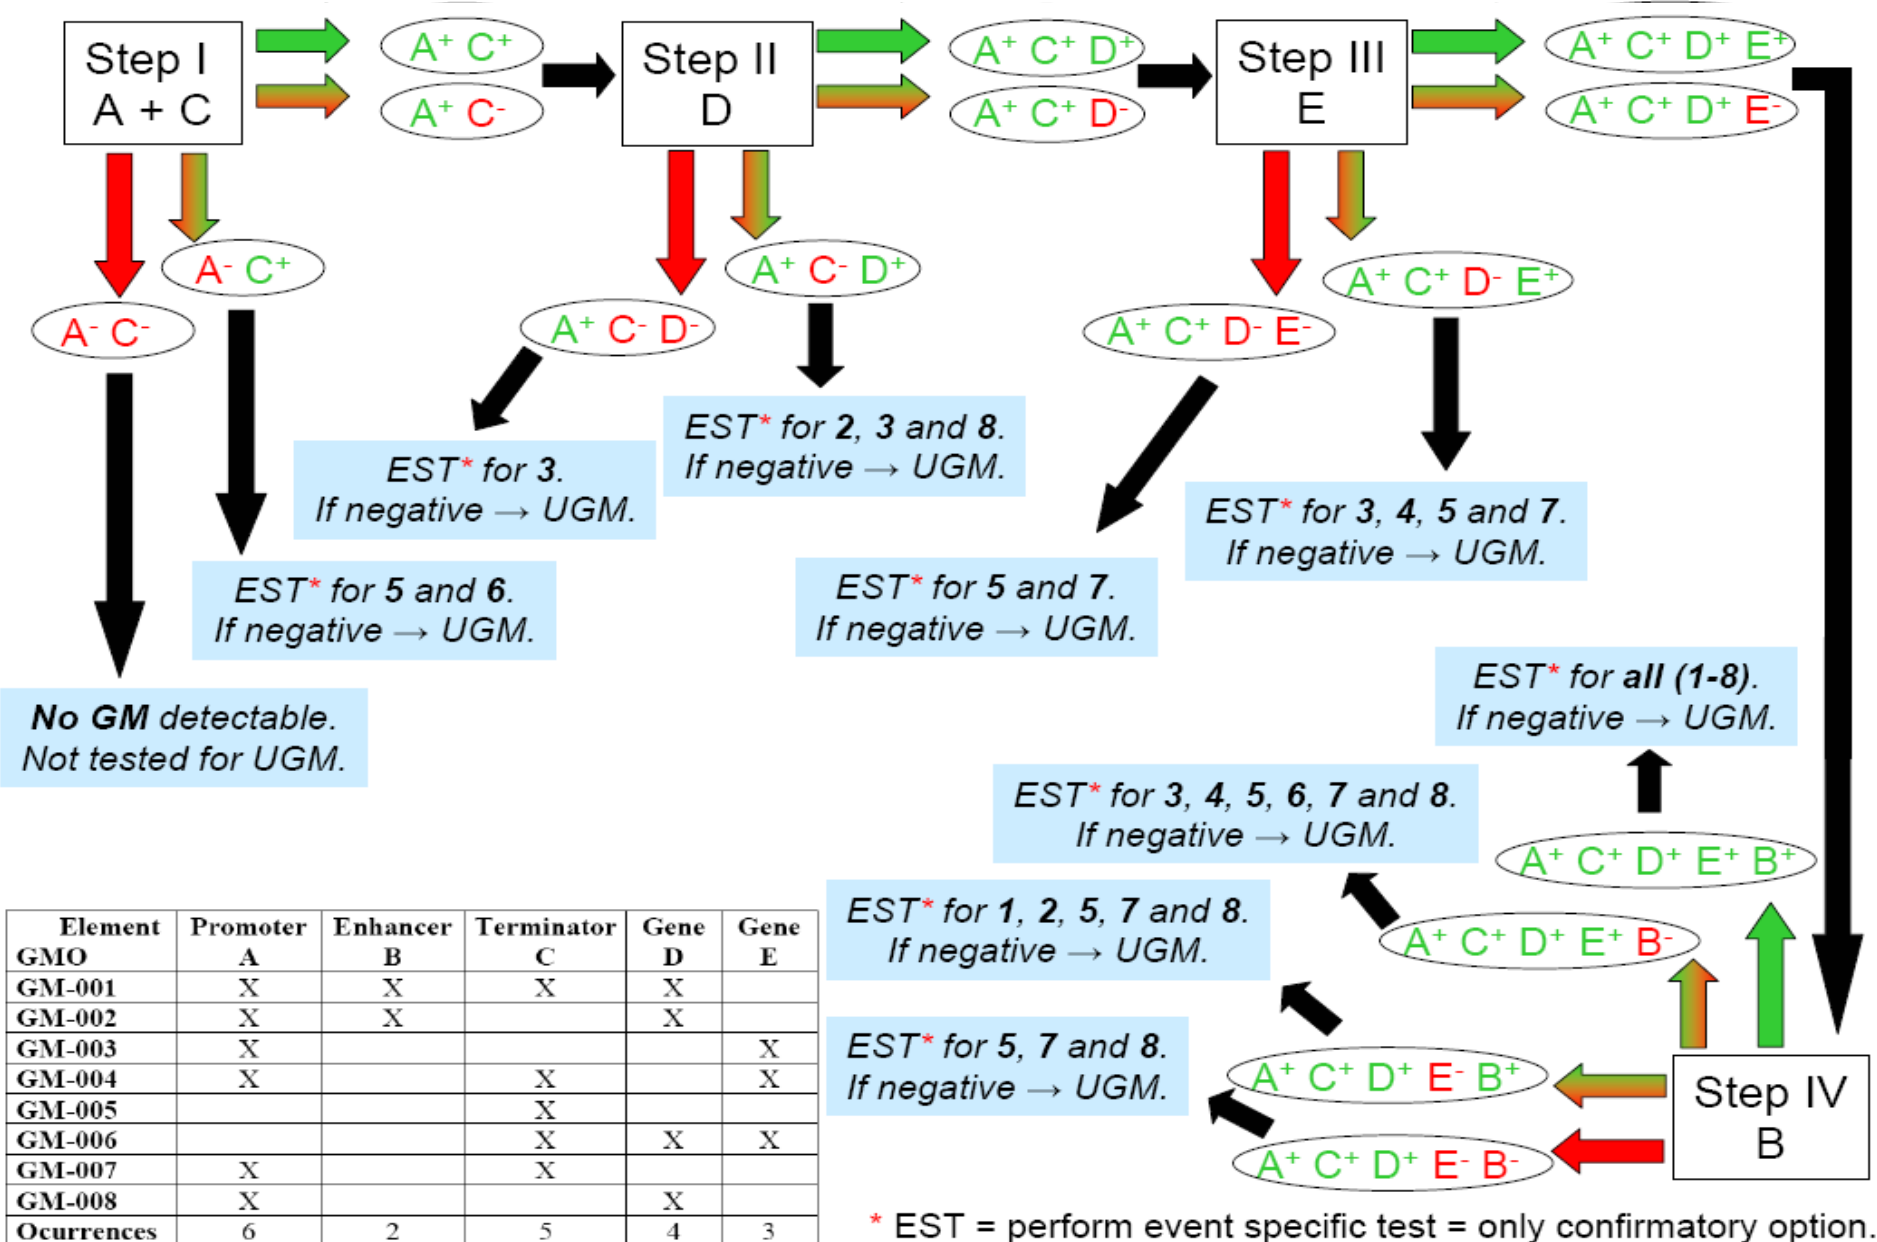 Step I
A + C
A+ C+
A+ C-
Step II
D
A+ C+ D+
A+ C+ D-
Step III
E
A+ C+ D+ E+
A+ C+ D+ E-
A- C+
A- C-
A+ C- D+
A+ C- D-
A+ C+ D- E+
A+ C+ D- E-
EST* for 2, 3 and 8.
If negative → UGM.
EST* for 3.
If negative → UGM.
EST* for 3, 4, 5 and 7.
If negative → UGM.
EST* for 5 and 6.
If negative → UGM.
EST* for 5 and 7.
If negative → UGM.
No GM detectable.
Not tested for UGM.
EST* for all (1-8).
If negative → UGM.
EST* for 3, 4, 5, 6, 7 and 8.
If negative → UGM.
A+ C+ D+ E+ B+
EST* for 1, 2, 5, 7 and 8.
If negative → UGM.
A+ C+ D+ E+ B-
EST* for 5, 7 and 8.
If negative → UGM.
A+ C+ D+ E- B+
A+ C+ D+ E- B-
Step IV
B
Element Promoter Enhancer Terminator Gene Gene
GMO A B C D E
GM-001 X X X X
GM-002 X X X
GM-003 X X
GM-004 X X X
GM-005 X
GM-006 X X X
GM-007 X X
GM-008 X X
Ocurrences 6 2 5 4 3
* EST = perform event specific test = only confirmatory option.